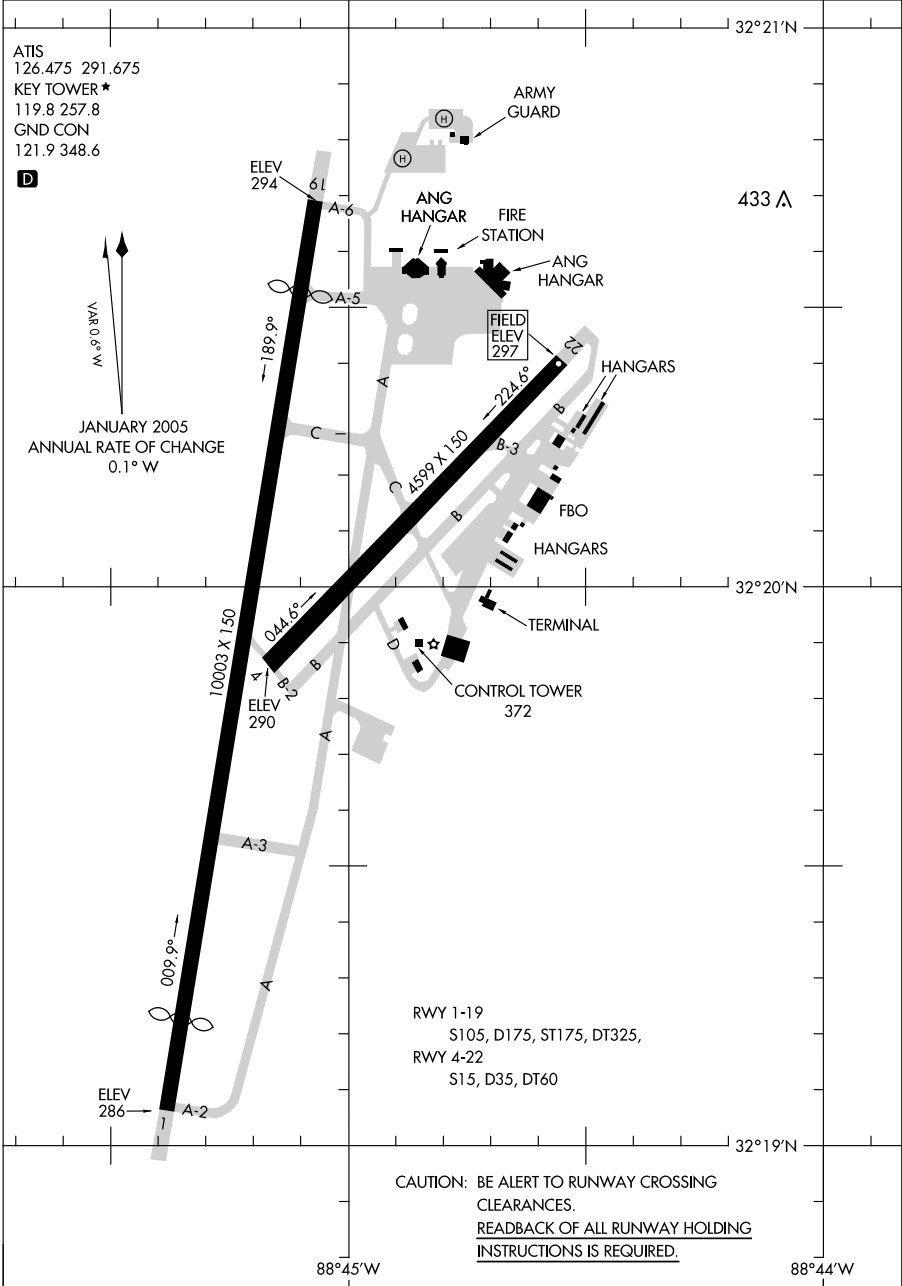 32°21'N
ATIS
126.475 291.675
KEY TOWER★
119.8 257.8
GND CON
121.9 348.6
D
H
ARMY
GUARD
H
ELEV
294
19
A-6
433
ANG
HANGAR
FIRE
STATION
ANG
HANGAR
A-5
VAR 0.6° W
189.9°
FIELD
ELEV
297
22
HANGARS
A
224.6°
B
JANUARY 2005
ANNUAL RATE OF CHANGE
0.1° W
C
B-3
4599 X 150
C
B
FBO
HANGARS
32°20'N
044.6°
TERMINAL
10003 X 150
D
B
4
B-2
ELEV
290
CONTROL TOWER
372
A
A-3
009.9°
A
RWY 1-19
S105, D175, ST175, DT325,
RWY 4-22
S15, D35, DT60
ELEV
286
A-2
1
32°19'N
CAUTION: BE ALERT TO RUNWAY CROSSING
CLEARANCES.
READBACK OF ALL RUNWAY HOLDING
INSTRUCTIONS IS REQUIRED.
88°45'W
88°44'W